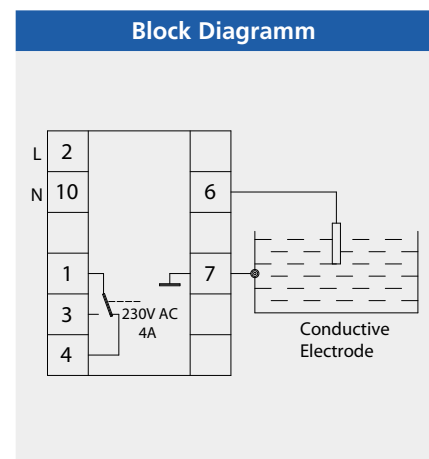 Block Diagramm
L 2
N 10 6
1 7
3 230V AC
4A
4
Conductive
Electrode